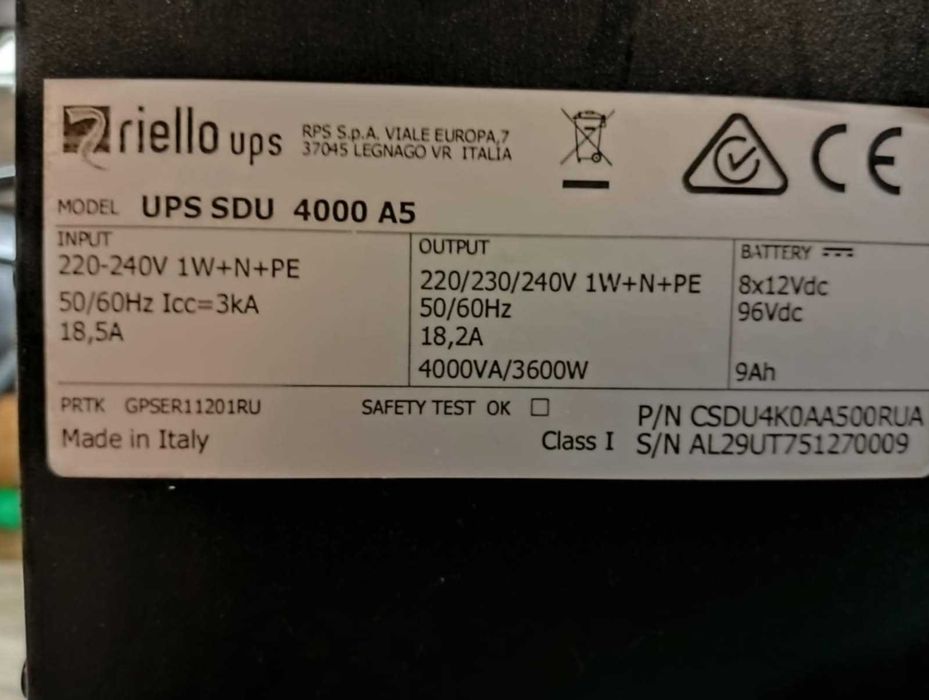 riello ups
RPS S.p.A. VIALE EUROPA,7
37045 LEGNAGO VR ITALIA
CE
MODEL UPS SDU 4000 A5
INPUT
220-240V 1W+N+PE
50/60Hz Icc=3kA
18,5A
OUTPUT
220/230/240V 1W+N+PE
50/60Hz
18,2A
4000VA/3600W
BATTERY
8x12Vdc
96Vdc
9Ah
PRTK GPSER11201RU
SAFETY TEST OK ☐
P/N CSDU4K0AA500RUA
Made in Italy
Class I
S/N AL29UT751270009